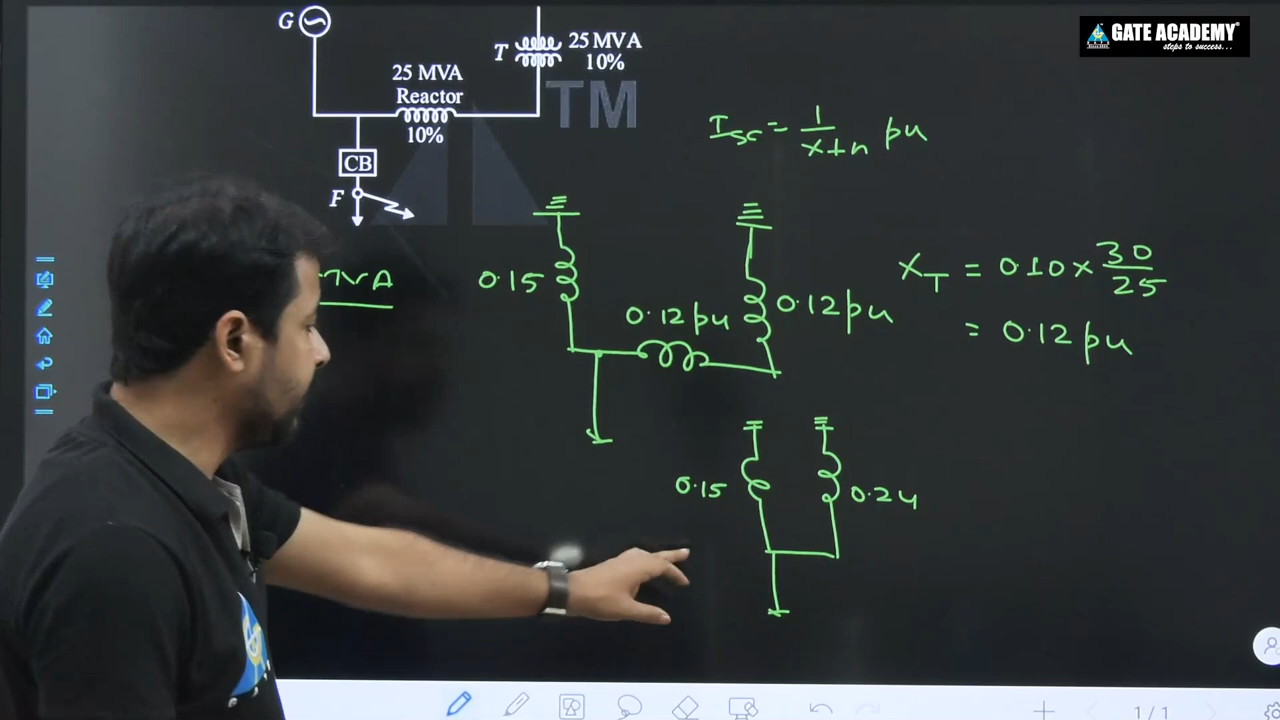 GATE ACADEMY®
steps to success...
G
T
25 MVA
10%
25 MVA
Reactor
10%
TM
CB
F
Isc = 1/x+n pu
MVA
0.15
0.12 pu
0.12 pu
XT = 0.10 × 30/25
= 0.12 pu
0.15
0.24
1/1